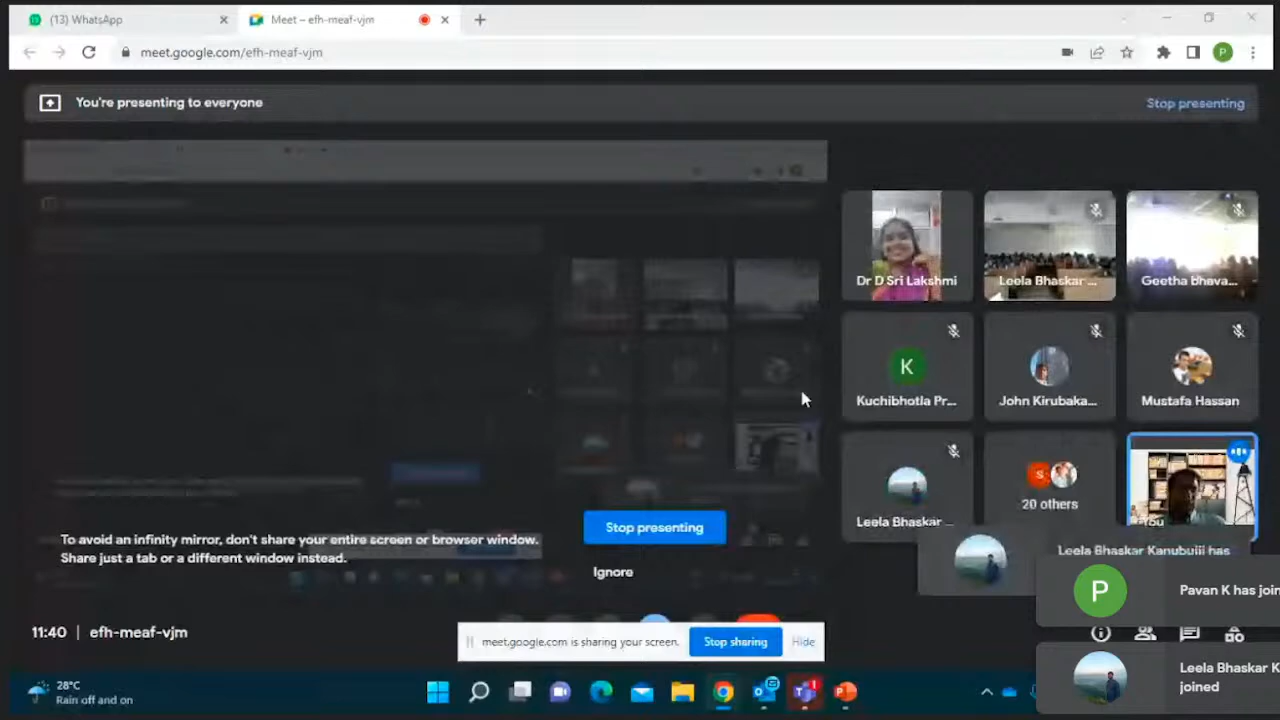 (13) WhatsApp
Meet – efh-meaf-vjm
meet.google.com/efh-meaf-vjm
P
You're presenting to everyone
Stop presenting
Dr D Sri Lakshmi
Leela Bhaskar ...
Geetha bhava...
K
Kuchibhotla Pr...
John Kirubaka...
Mustafa Hassan
Leela Bhaskar ...
S
20 others
You
To avoid an infinity mirror, don't share your entire screen or browser window.
Share just a tab or a different window instead.
Stop presenting
Ignore
Leela Bhaskar Kanubuiii has
P
Pavan K has join
11:40 | efh-meaf-vjm
meet.google.com is sharing your screen.
Stop sharing
Hide
Leela Bhaskar K
joined
28°C
Rain off and on